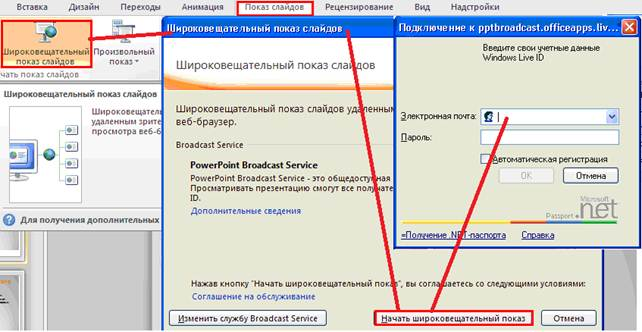 Вставка Дизайн Переходы Анимация Показ слайдов Рецензирование Вид Надстройки
Широковещательный
показ слайдов
Произвольный
показ
чать показ слайдов
Широковещательный показ слайдов
Широковещатель
удаленным зрите
просмотра веб-б
Для получения дополнительных
Широковещательный показ слайдов
Широковещательный показ слайдов
Широковещательный показ слайдов удаленным
веб-браузер.
Broadcast Service
PowerPoint Broadcast Service
PowerPoint Broadcast Service - это общедоступная
Просматривать презентацию смогут все получате
ID.
Дополнительные сведения
Нажав кнопку "Начать широковещательный показ", вы соглашаетесь со следующими условиями:
Соглашение на обслуживание
Изменить службу Broadcast Service
Начать широковещательный показ
Отмена
Подключение к pptbroadcast.officeapps.liv...
Введите свои учетные данные
Windows Live ID
Электронная почта:
Пароль:
Автоматическая регистрация
ОК
Отмена
Microsoft
Passport
.net
=Получение .NET-паспорта
Справка